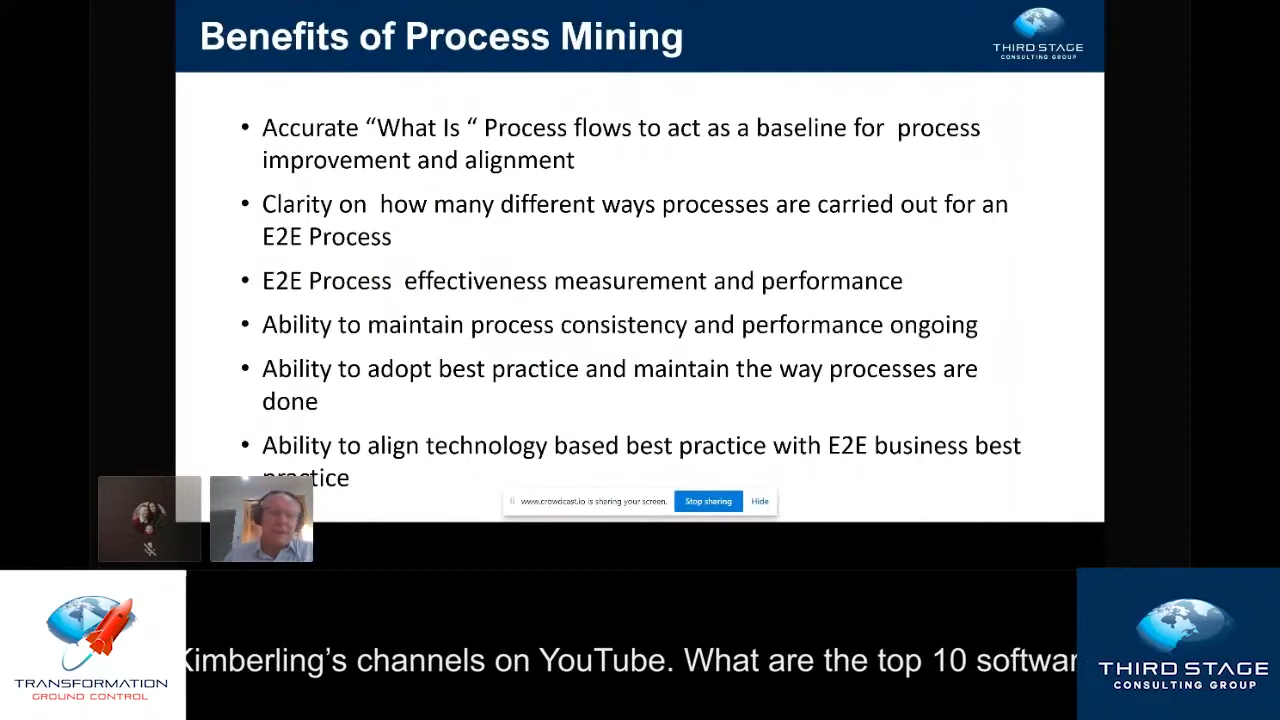 Benefits of Process Mining
THIRD STAGE
CONSULTING GROUP
• Accurate “What Is “ Process flows to act as a baseline for process
improvement and alignment
• Clarity on how many different ways processes are carried out for an
E2E Process
• E2E Process effectiveness measurement and performance
• Ability to maintain process consistency and performance ongoing
• Ability to adopt best practice and maintain the way processes are
done
• Ability to align technology based best practice with E2E business best
practice
www.crowdcast.io is sharing your screen.
Stop sharing
Hide
TRANSFORMATION
GROUND CONTROL
Kimberling’s channels on YouTube. What are the top 10 softwar
THIRD STAGE
CONSULTING GROUP